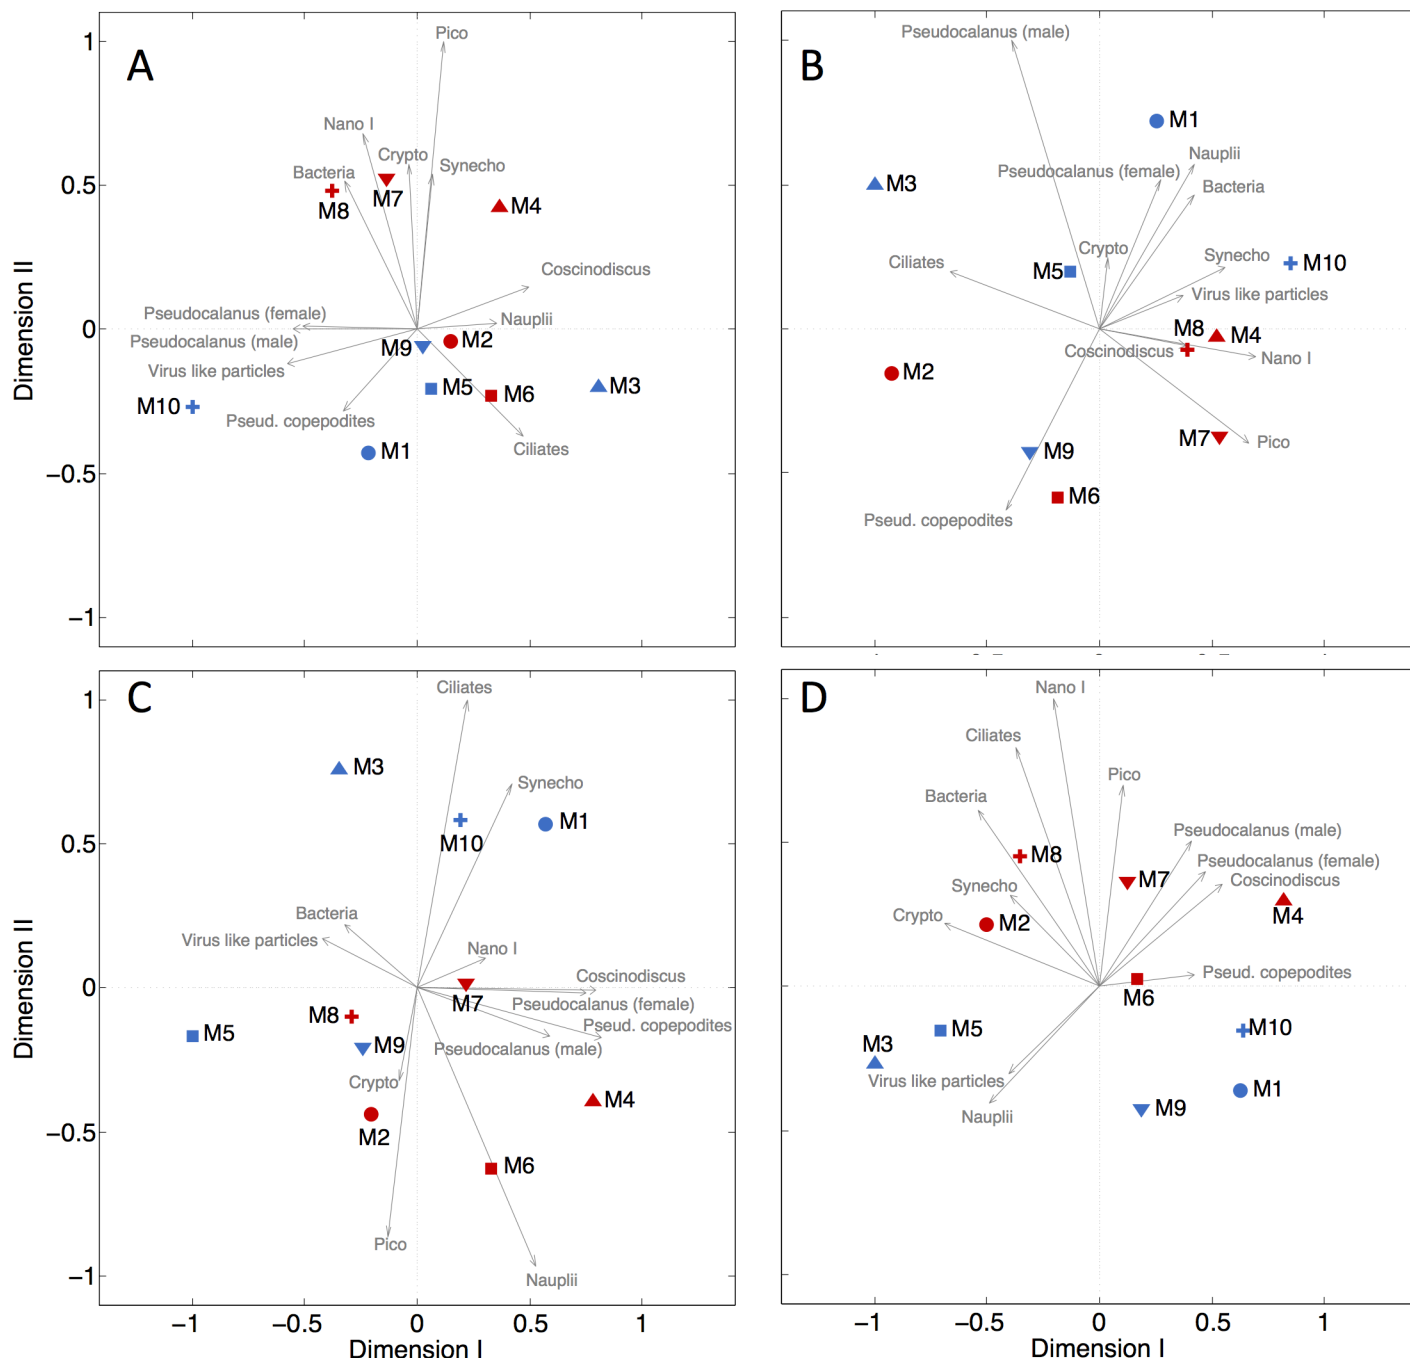 A
Pico
1
Nano I
Crypto
Synecho
Bacteria
0.5
M8
M7
M4
Coscinodiscus
Pseudocalanus (female)
Nauplii
0
Pseudocalanus (male)
M9
M2
Virus like particles
M10
M5
M6
M3
Pseud. copepodites
M1
Ciliates
−0.5
−1
Dimension II
B
Pseudocalanus (male)
M1
Nauplii
Pseudocalanus (female)
M3
Bacteria
Crypto
Ciliates
M5
Synecho
M10
Virus like particles
M8
M4
Coscinodiscus
Nano I
M2
M7
Pico
M9
M6
Pseud. copepodites
C
Ciliates
1
M3
Synecho
M10
M1
0.5
Bacteria
Virus like particles
Nano I
Coscinodiscus
0
M7
Pseudocalanus (female)
M8
Pseud. copepodites
M5
M9
Pseudocalanus (male)
Crypto
M4
M2
−0.5
M6
Pico
Nauplii
−1
Dimension II
−1
−0.5
0
0.5
1
Dimension I
D
Nano I
Ciliates
Pico
Bacteria
Pseudocalanus (male)
M8
Pseudocalanus (female)
M7
Coscinodiscus
Synecho
Crypto
M2
M4
Pseud. copepodites
M6
M5
M10
M3
Virus like particles
M1
Nauplii
M9
−1
−0.5
0
0.5
1
Dimension I